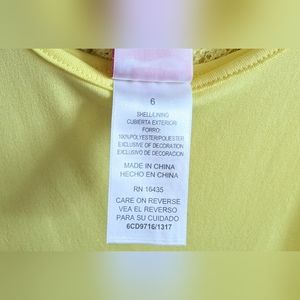 6
SHELL/LINING
CUBIERTA EXTERIOR/
FORRO:
100%POLYESTER/POLIESTER
EXCLUSIVE OF DECORATION
EXCLUSIVO DE DECORACION
MADE IN CHINA
HECHO EN CHINA
RN 16435
CARE ON REVERSE
VEA EL REVERSO
PARA SU CUIDADO
6CD9716/1317